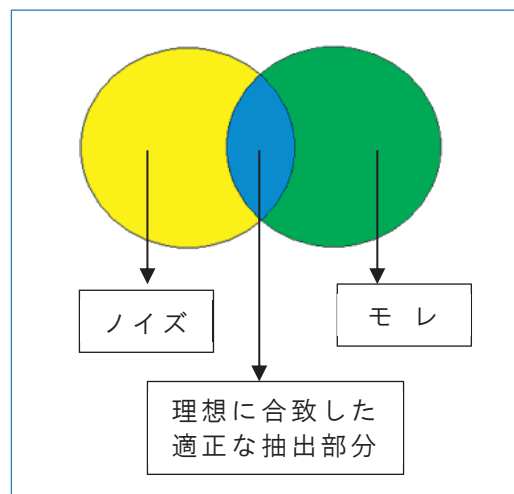 ノイズ
モレ
理想に合致した
適正な抽出部分